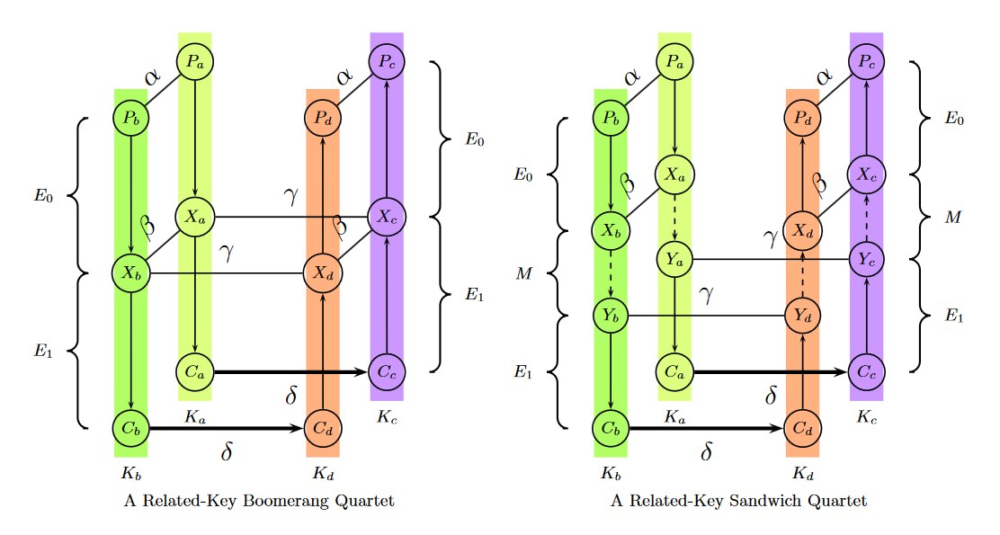 P_a
P_c
α
α
P_b
P_d
E_0
E_0
γ
X_a
X_c
β
β
γ
X_b
X_d
E_1
E_1
C_a
C_c
δ
K_a
K_c
C_b
C_d
δ
K_b
K_d
A Related-Key Boomerang Quartet
P_a
P_c
α
α
P_b
P_d
E_0
E_0
X_a
X_c
β
β
M
X_b
X_d
γ
Y_a
Y_c
M
γ
Y_b
Y_d
E_1
E_1
C_a
C_c
δ
K_a
K_c
C_b
C_d
δ
K_b
K_d
A Related-Key Sandwich Quartet